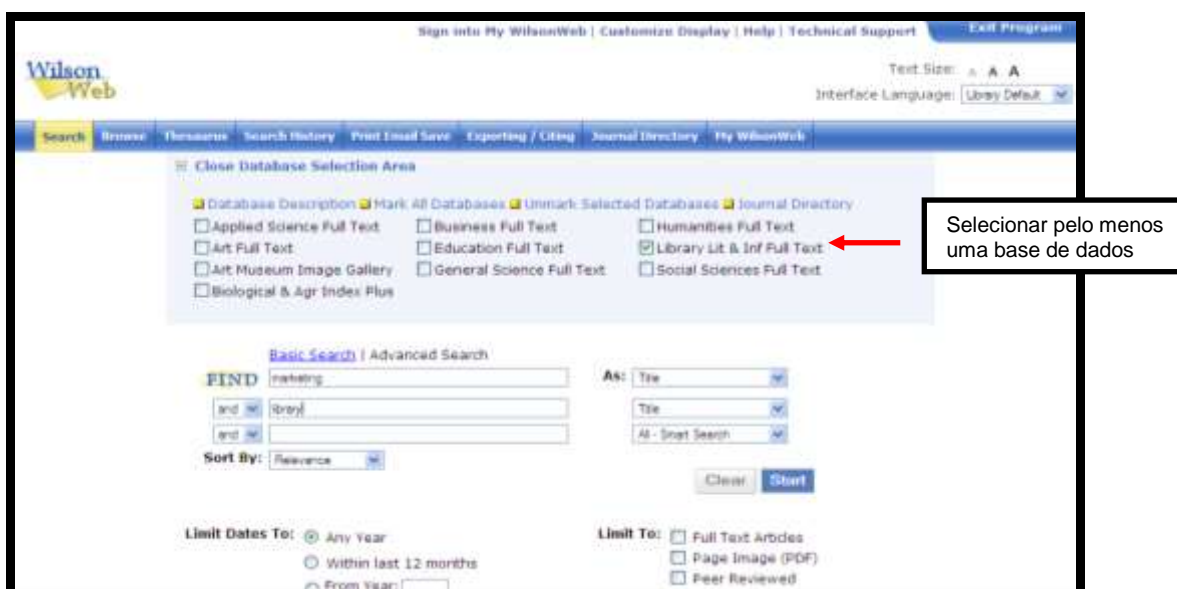 Sign into My WilsonWeb | Customize Display | Help | Technical Support Exit Program
Wilson Web
Text Size: A A A
Interface Language: Library Default
Search Browse Thesaurus Search History Print Email Save Exporting / Citing Journal Directory My WilsonWeb
Close Database Selection Area
Database Description Mark All Databases Unmark Selected Databases Journal Directory
Applied Science Full Text Business Full Text Humanities Full Text
Art Full Text Education Full Text Library Lit & Inf Full Text
Art Museum Image Gallery General Science Full Text Social Sciences Full Text
Biological & Agr Index Plus
Selecionar pelo menos
uma base de dados
Basic Search | Advanced Search
FIND marketing As: Title
and library Title
and All - Smart Search
Sort By: Relevance
Clear Start
Limit Dates To: Any Year Limit To: Full Text Articles
Within last 12 months Page Image (PDF)
From Year: Peer Reviewed